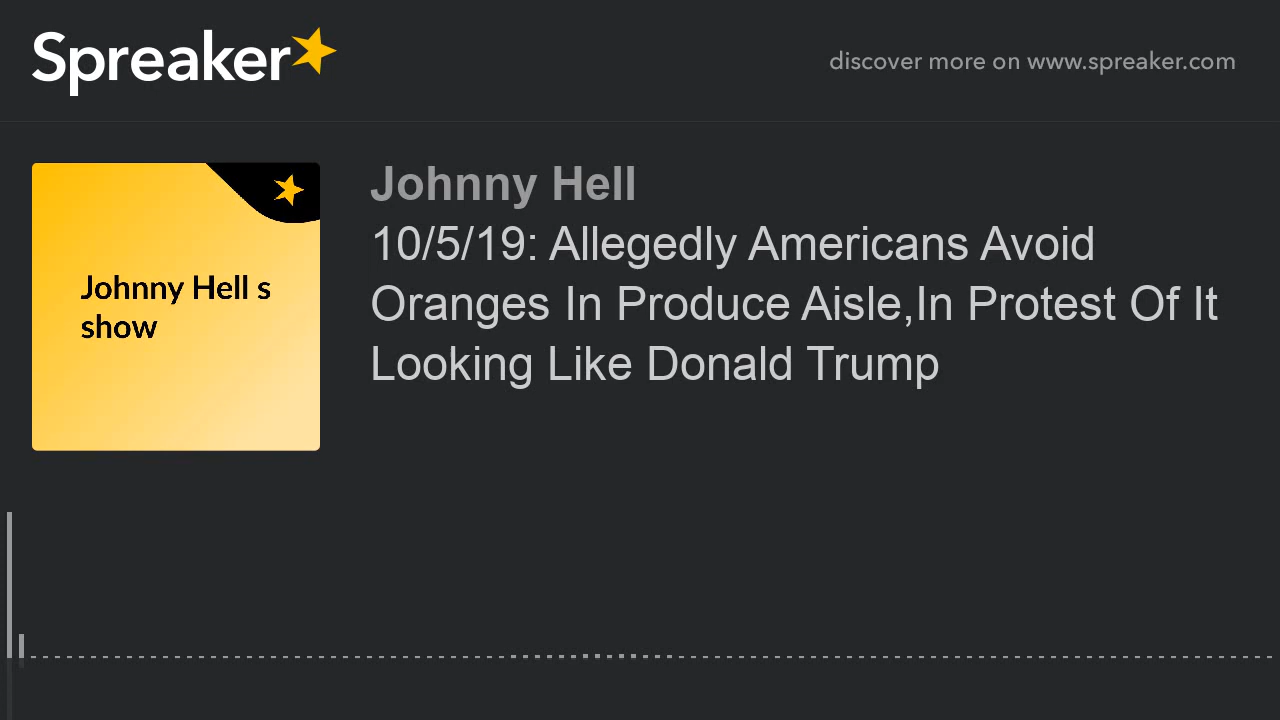 Spreaker
discover more on www.spreaker.com
Johnny Hell s
show
Johnny Hell
10/5/19: Allegedly Americans Avoid
Oranges In Produce Aisle,In Protest Of It
Looking Like Donald Trump